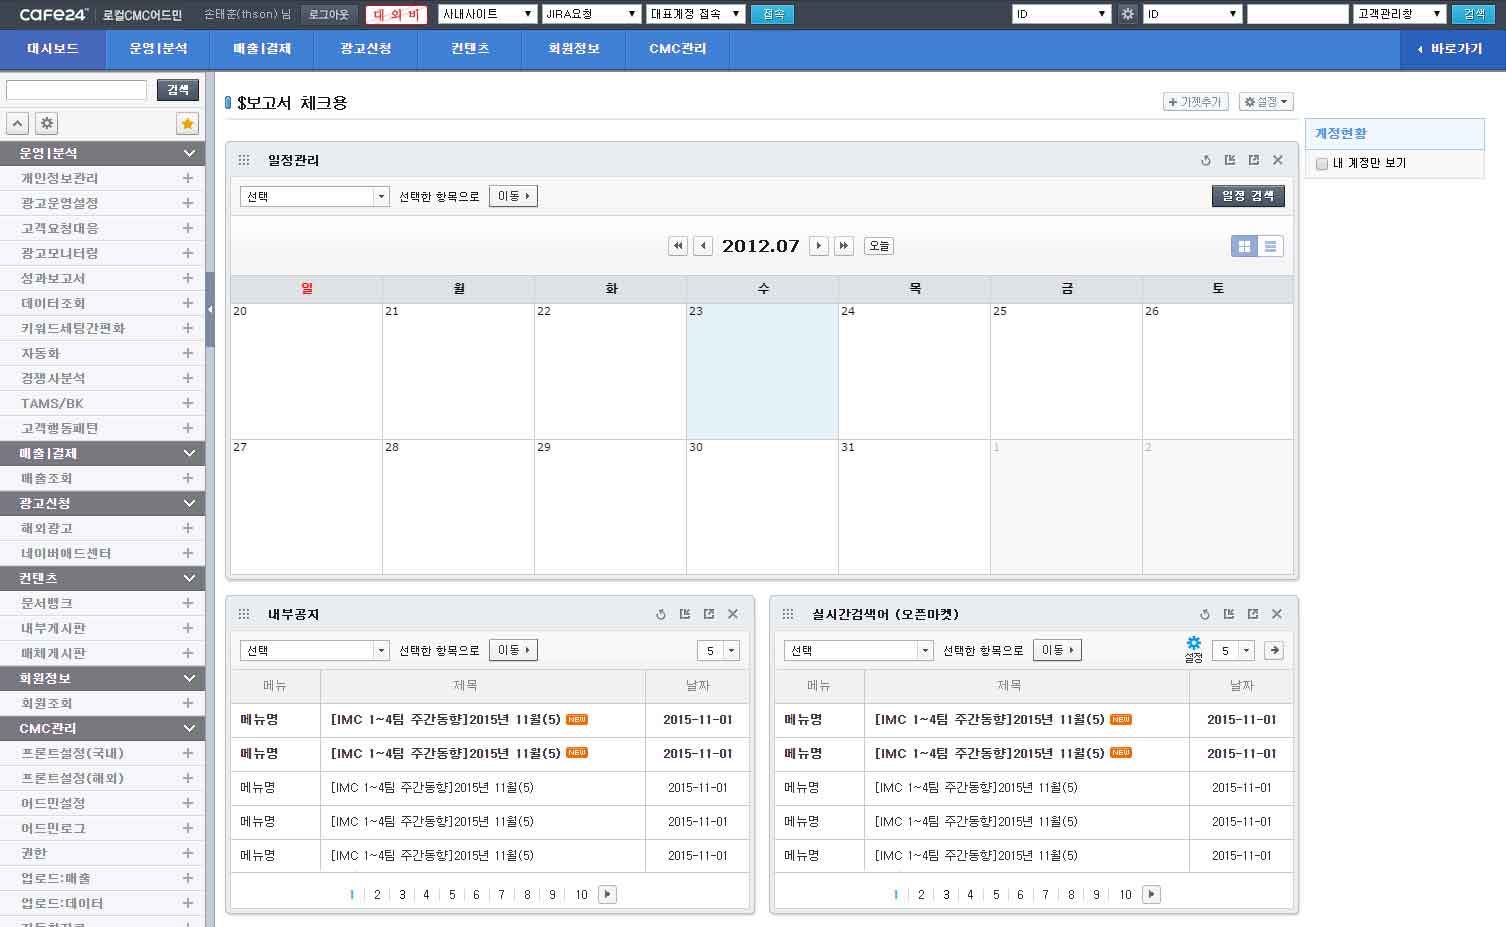 cafe24 | 로컬CMC어드민 손태훈(thson) 님 로그아웃 대 외 비 사내사이트 JIRA요청 대표계정 접속 접속 ID ID 고객관리창 검색
대시보드 운영|분석 매출|결제 광고신청 컨텐츠 회원정보 CMC관리 바로가기
검색
운영|분석
개인정보관리
광고운영설정
고객요청대응
광고모니터링
성과보고서
데이터조회
키워드세팅간편화
자동화
경쟁사분석
TAMS/BK
고객행동패턴
매출|결제
매출조회
광고신청
해외광고
네이버애드센터
컨텐츠
문서뱅크
내부게시판
매체게시판
회원정보
회원조회
CMC관리
프론트설정(국내)
프론트설정(해외)
어드민설정
어드민로그
권한
업로드:매출
업로드:데이터
$보고서 체크용
가젯추가 설정
계정현황
내 계정만 보기
일정관리
선택 선택한 항목으로 이동 일정 검색
2012.07 오늘
일 월 화 수 목 금 토
20 21 22 23 24 25 26
27 28 29 30 31 1 2
내부공지
선택 선택한 항목으로 이동 5
메뉴 제목 날짜
메뉴명 [IMC 1~4팀 주간동향]2015년 11월(5) NEW 2015-11-01
메뉴명 [IMC 1~4팀 주간동향]2015년 11월(5) NEW 2015-11-01
메뉴명 [IMC 1~4팀 주간동향]2015년 11월(5) 2015-11-01
메뉴명 [IMC 1~4팀 주간동향]2015년 11월(5) 2015-11-01
메뉴명 [IMC 1~4팀 주간동향]2015년 11월(5) 2015-11-01
1 2 3 4 5 6 7 8 9 10
실시간검색어 (오픈마켓)
선택 선택한 항목으로 이동 설정 5
메뉴 제목 날짜
메뉴명 [IMC 1~4팀 주간동향]2015년 11월(5) NEW 2015-11-01
메뉴명 [IMC 1~4팀 주간동향]2015년 11월(5) NEW 2015-11-01
메뉴명 [IMC 1~4팀 주간동향]2015년 11월(5) 2015-11-01
메뉴명 [IMC 1~4팀 주간동향]2015년 11월(5) 2015-11-01
메뉴명 [IMC 1~4팀 주간동향]2015년 11월(5) 2015-11-01
1 2 3 4 5 6 7 8 9 10